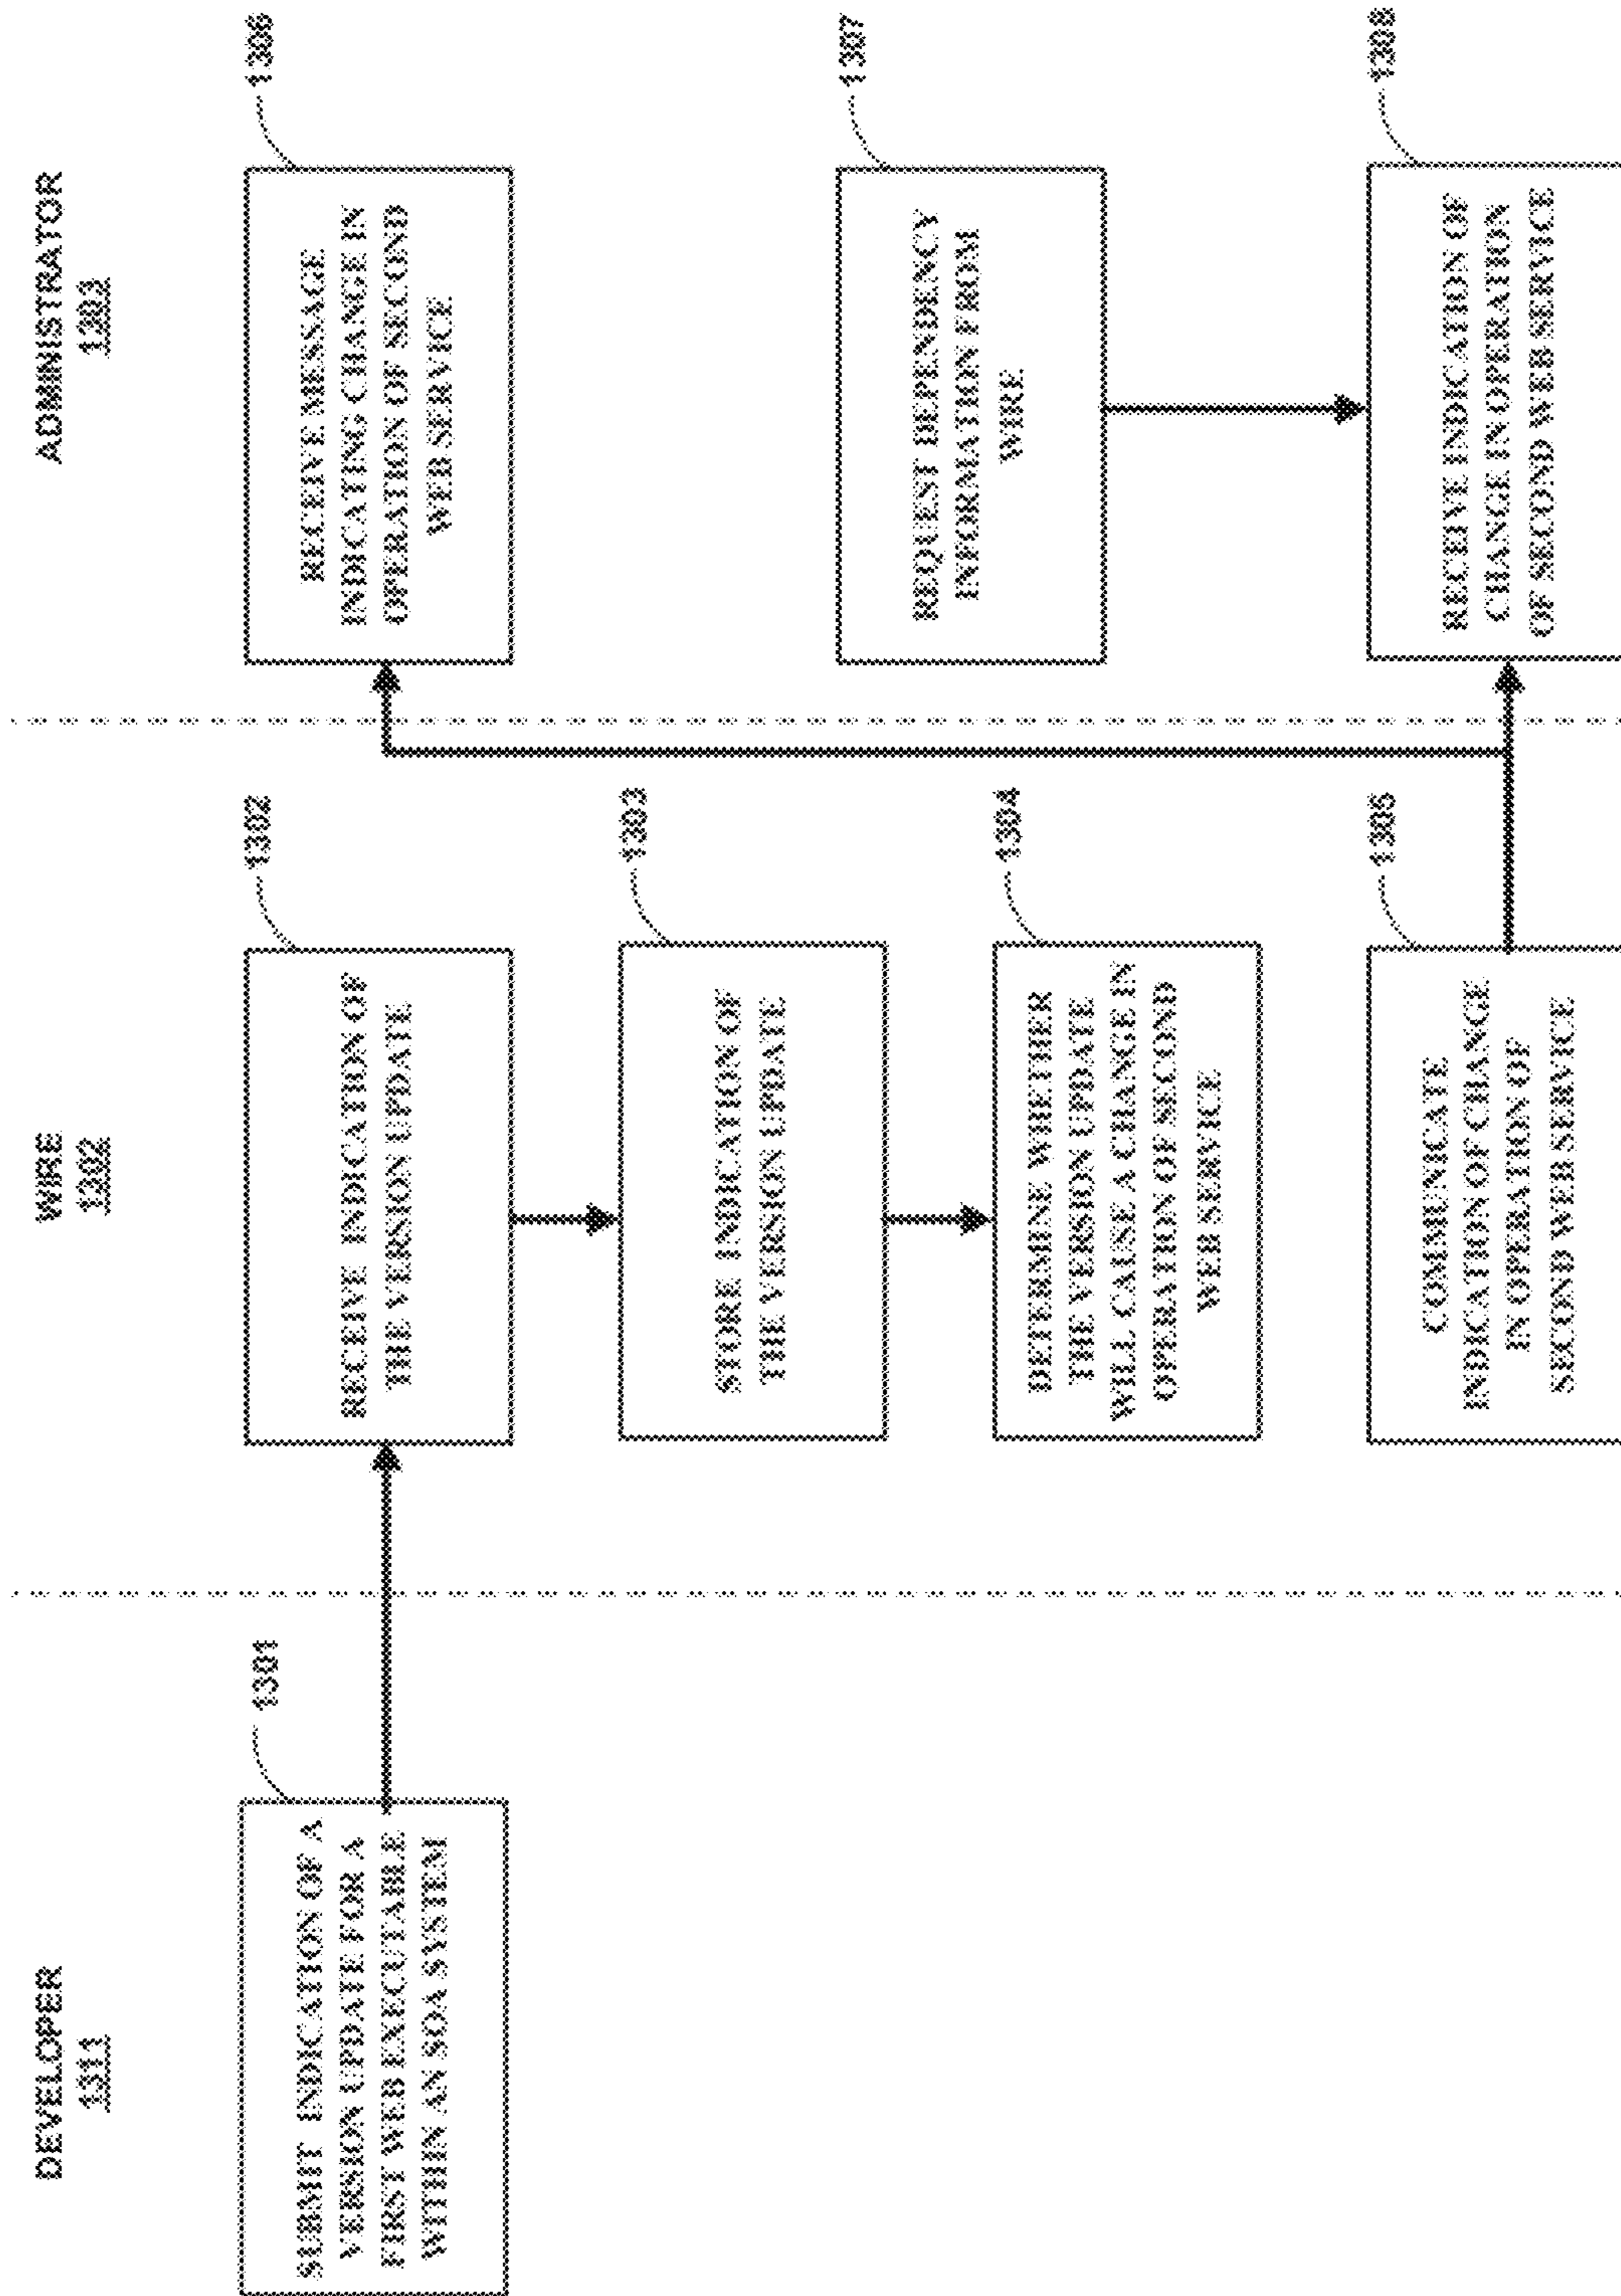 DEVELOPER
1311
WIRE
1302
ADMINISTRATOR
1303
1301
SUBMIT INDICATION OF A
VERSION UPDATE FOR A
FIRST WEB EXECUTABLE
WITHIN AN SOA SYSTEM
1302
RECEIVE INDICATION OF
THE VERSION UPDATE
1303
STORE INDICATION OF
THE VERSION UPDATE
1304
DETERMINE WHETHER
THE VERSION UPDATE
WILL CAUSE A CHANGE IN
OPERATION OF SECOND
WEB SERVICE
1305
COMMUNICATE
INDICATION OF CHANGE
IN OPERATION OF
SECOND WEB SERVICE
1306
RECEIVE MESSAGE
INDICATING CHANGE IN
OPERATION OF SECOND
WEB SERVICE
1307
REQUEST DEPENDENCY
INFORMATION FROM
WIRE
1308
RECEIVE INDICATION OF
CHANGE IN OPERATION
OF SECOND WEB SERVICE